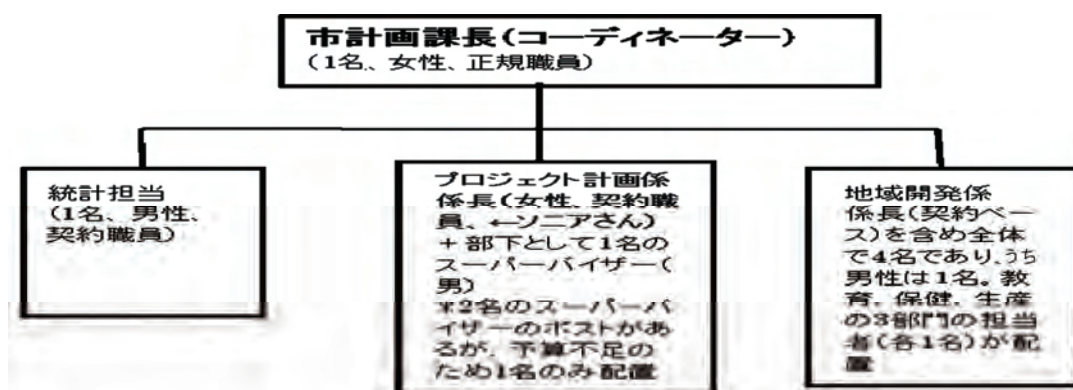 市計画課長(コーディネーター)
(1名、女性、正規職員)
統計担当
(1名、男性、
契約職員)
プロジェクト計画係
係長(女性、契約職
員、←ソニアさん)
+部下として1名の
スーパーバイザー(
男)
*2名のスーパーバ
イザーのポストがあ
るが、予算不足の
ため1名のみ配置
地域開発係
係長(契約ベー
ス)を含め全体
で4名であり、うち
男性は1名。教
育、保健、生産
の3部門の担当
者(各1名)が配
置